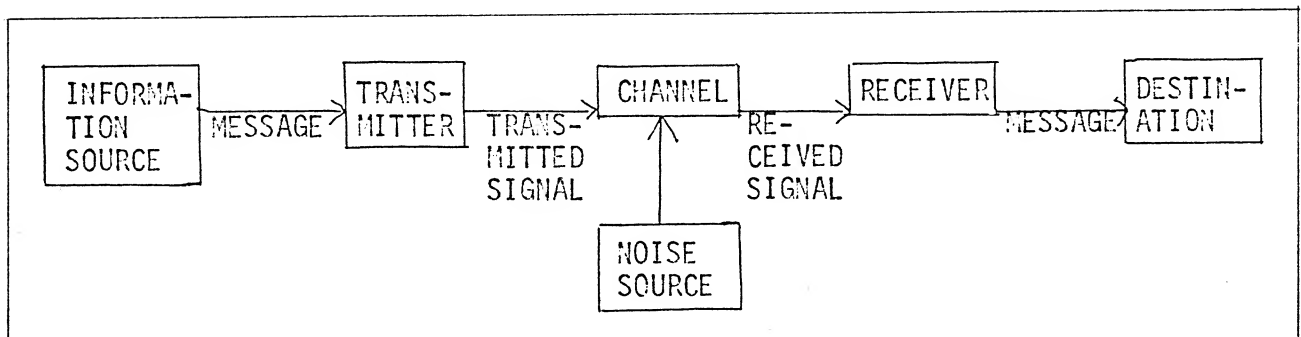 INFORMA-
TION
SOURCE
MESSAGE
TRANS-
MITTER
TRANS-
MITTED
SIGNAL
CHANNEL
NOISE
SOURCE
RE-
CEIVED
SIGNAL
RECEIVER
MESSAGE
DESTIN-
ATION